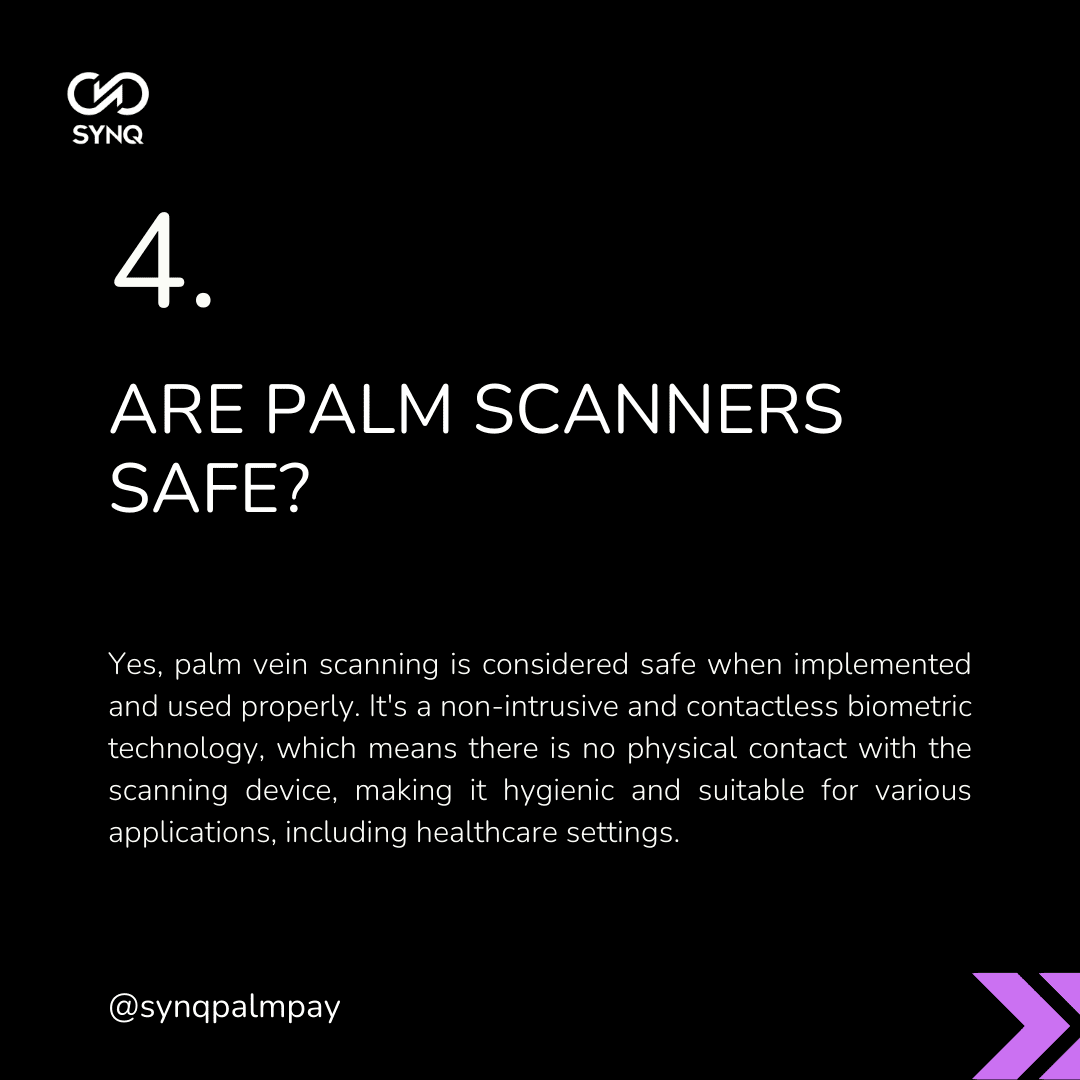 SYNQ
4.
ARE PALM SCANNERS
SAFE?
Yes, palm vein scanning is considered safe when implemented
and used properly. It's a non-intrusive and contactless biometric
technology, which means there is no physical contact with the
scanning device, making it hygienic and suitable for various
applications, including healthcare settings.
@synqpalmpay